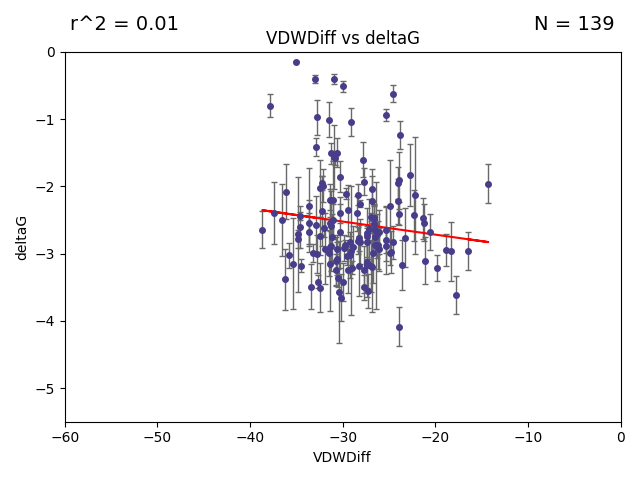 r^2 = 0.01
N = 139
VDWDiff vs deltaG
0
−1
−2
−3
−4
−5
deltaG
−60 −50 −40 −30 −20 −10 0
VDWDiff